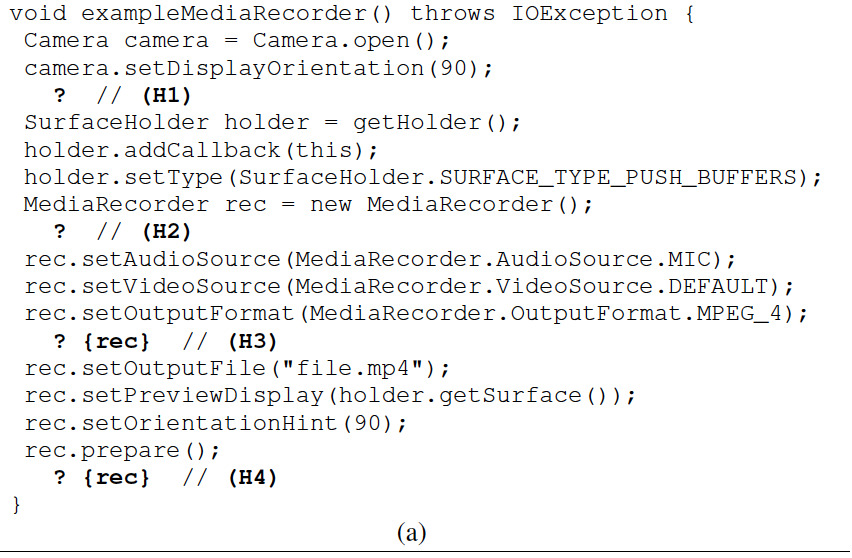 void exampleMediaRecorder() throws IOException {
Camera camera = Camera.open();
camera.setDisplayOrientation(90);
? // (H1)
SurfaceHolder holder = getHolder();
holder.addCallback(this);
holder.setType(SurfaceHolder.SURFACE_TYPE_PUSH_BUFFERS);
MediaRecorder rec = new MediaRecorder();
? // (H2)
rec.setAudioSource(MediaRecorder.AudioSource.MIC);
rec.setVideoSource(MediaRecorder.VideoSource.DEFAULT);
rec.setOutputFormat(MediaRecorder.OutputFormat.MPEG_4);
? {rec} // (H3)
rec.setOutputFile("file.mp4");
rec.setPreviewDisplay(holder.getSurface());
rec.setOrientationHint(90);
rec.prepare();
? {rec} // (H4)
}
(a)